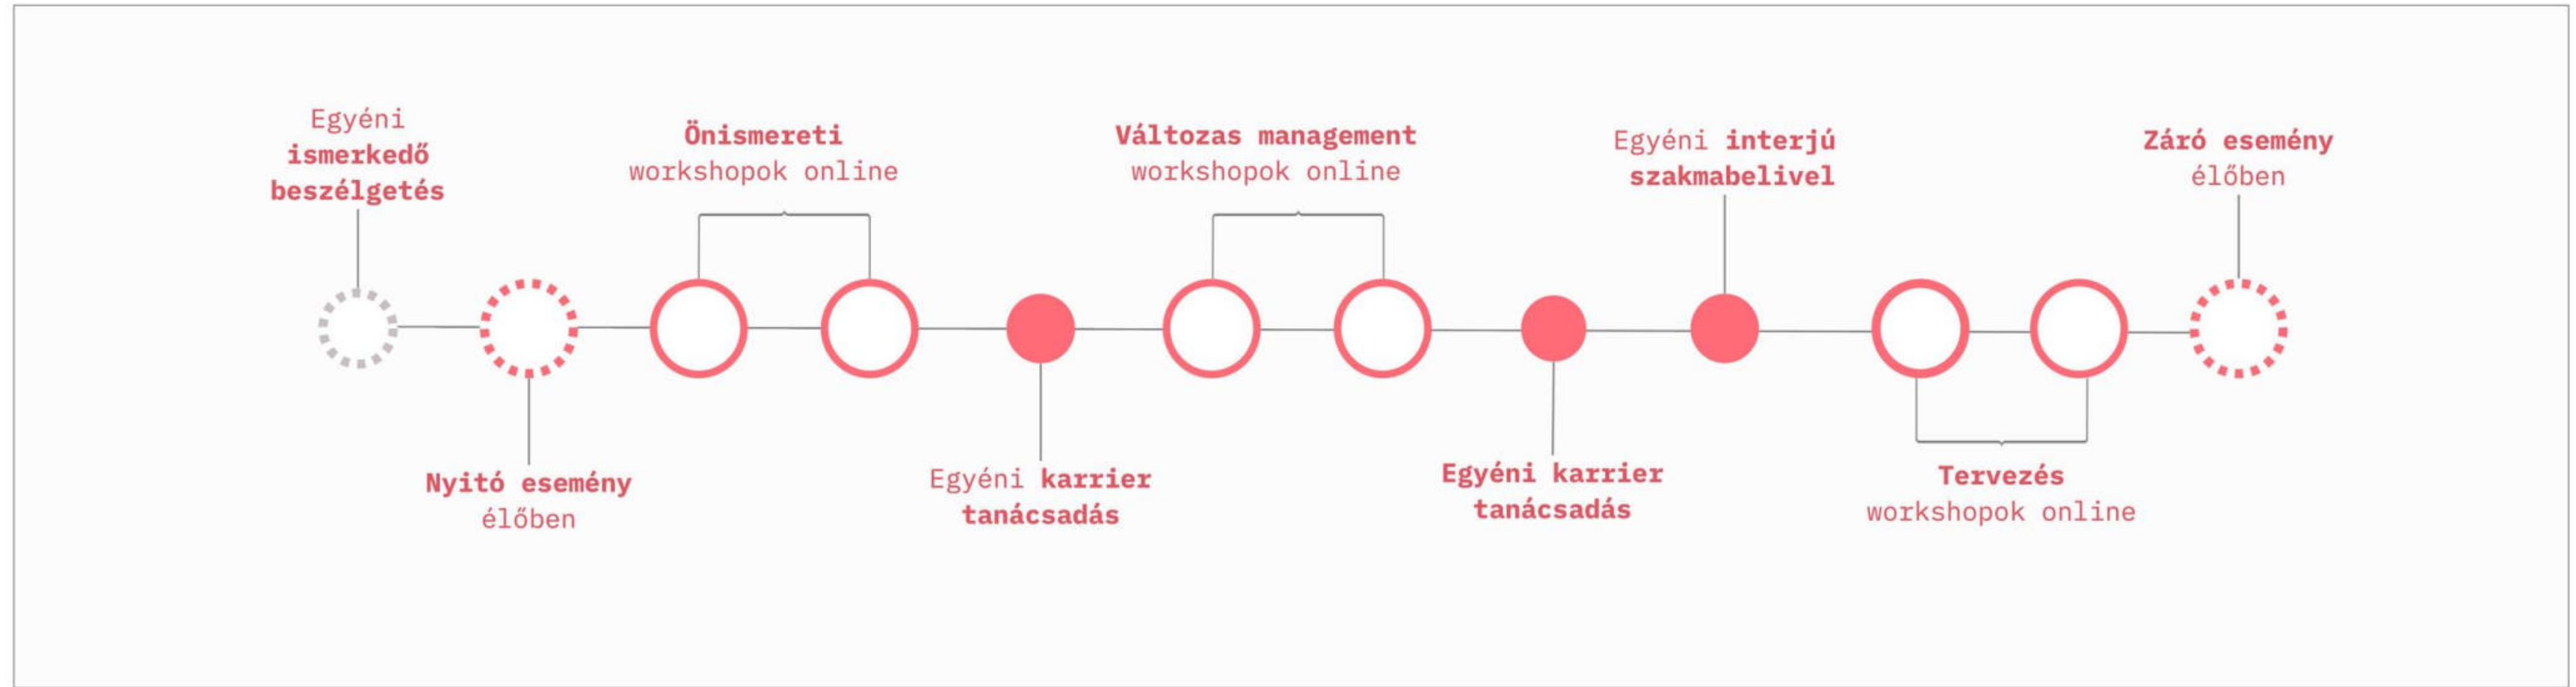 Egyéni
ismerkedő
beszélgetés
Nyitó esemény
élőben
Önismereti
workshopok online
Egyéni karrier
tanácsadás
Változas management
workshopok online
Egyéni karrier
tanácsadás
Egyéni interjú
szakmabelivel
Tervezés
workshopok online
Záró esemény
élőben